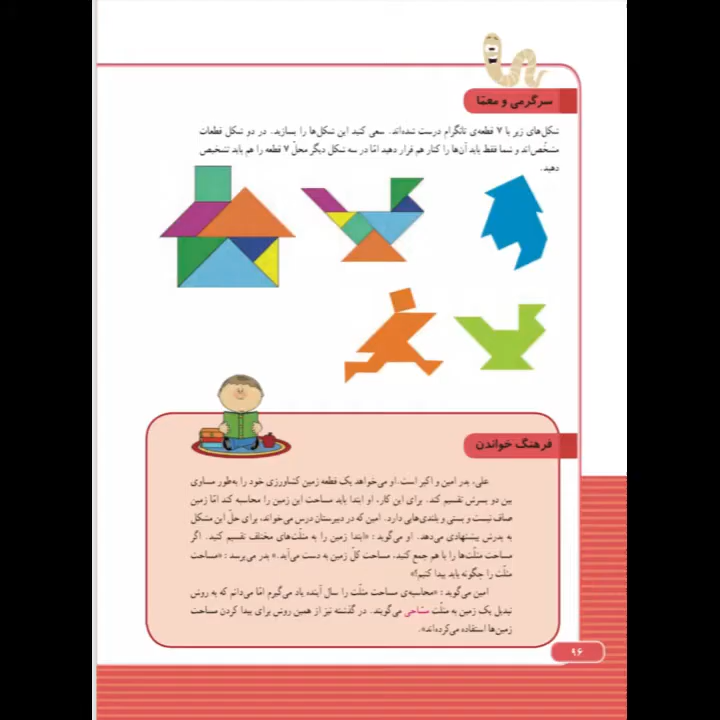 سرگرمی و معمّا
شکل‌های زیر با ۷ قطعه‌ی تانگرام درست شده‌اند. سعی کنید این شکل‌ها را بسازید. در دو شکل قطعات
مشخّص‌اند و شما فقط باید آن‌ها را کنار هم قرار دهید امّا در سه شکل دیگر محلّ ۷ قطعه را هم باید تشخیص
دهید.
فرهنگ خواندن
علی، پدر امین و اکبر است. او می‌خواهد یک قطعه زمین کشاورزی خود را به‌طور مساوی
بین دو پسرش تقسیم کند. برای این کار، او ابتدا باید مساحت این زمین را محاسبه کند امّا زمین
صاف نیست و پستی و بلندی‌هایی دارد. امین که در دبیرستان درس می‌خواند، برای حلّ این مشکل
به پدرش پیشنهادی می‌دهد. او می‌گوید: «ابتدا زمین را به مثلّث‌های مختلف تقسیم کنید. اگر
مساحت مثلّث‌ها را با هم جمع کنید، مساحت کلّ زمین به دست می‌آید.» پدر می‌پرسد: «مساحت
مثلّث را چگونه باید پیدا کنیم؟»
امین می‌گوید: «محاسبه‌ی مساحت مثلّث را سال آینده یاد می‌گیرم امّا می‌دانم که به روش
تبدیل یک زمین به مثلّث مسّاحی می‌گویند. در گذشته نیز از همین روش برای پیدا کردن مساحت
زمین‌ها استفاده می‌کرده‌اند».
۹۶